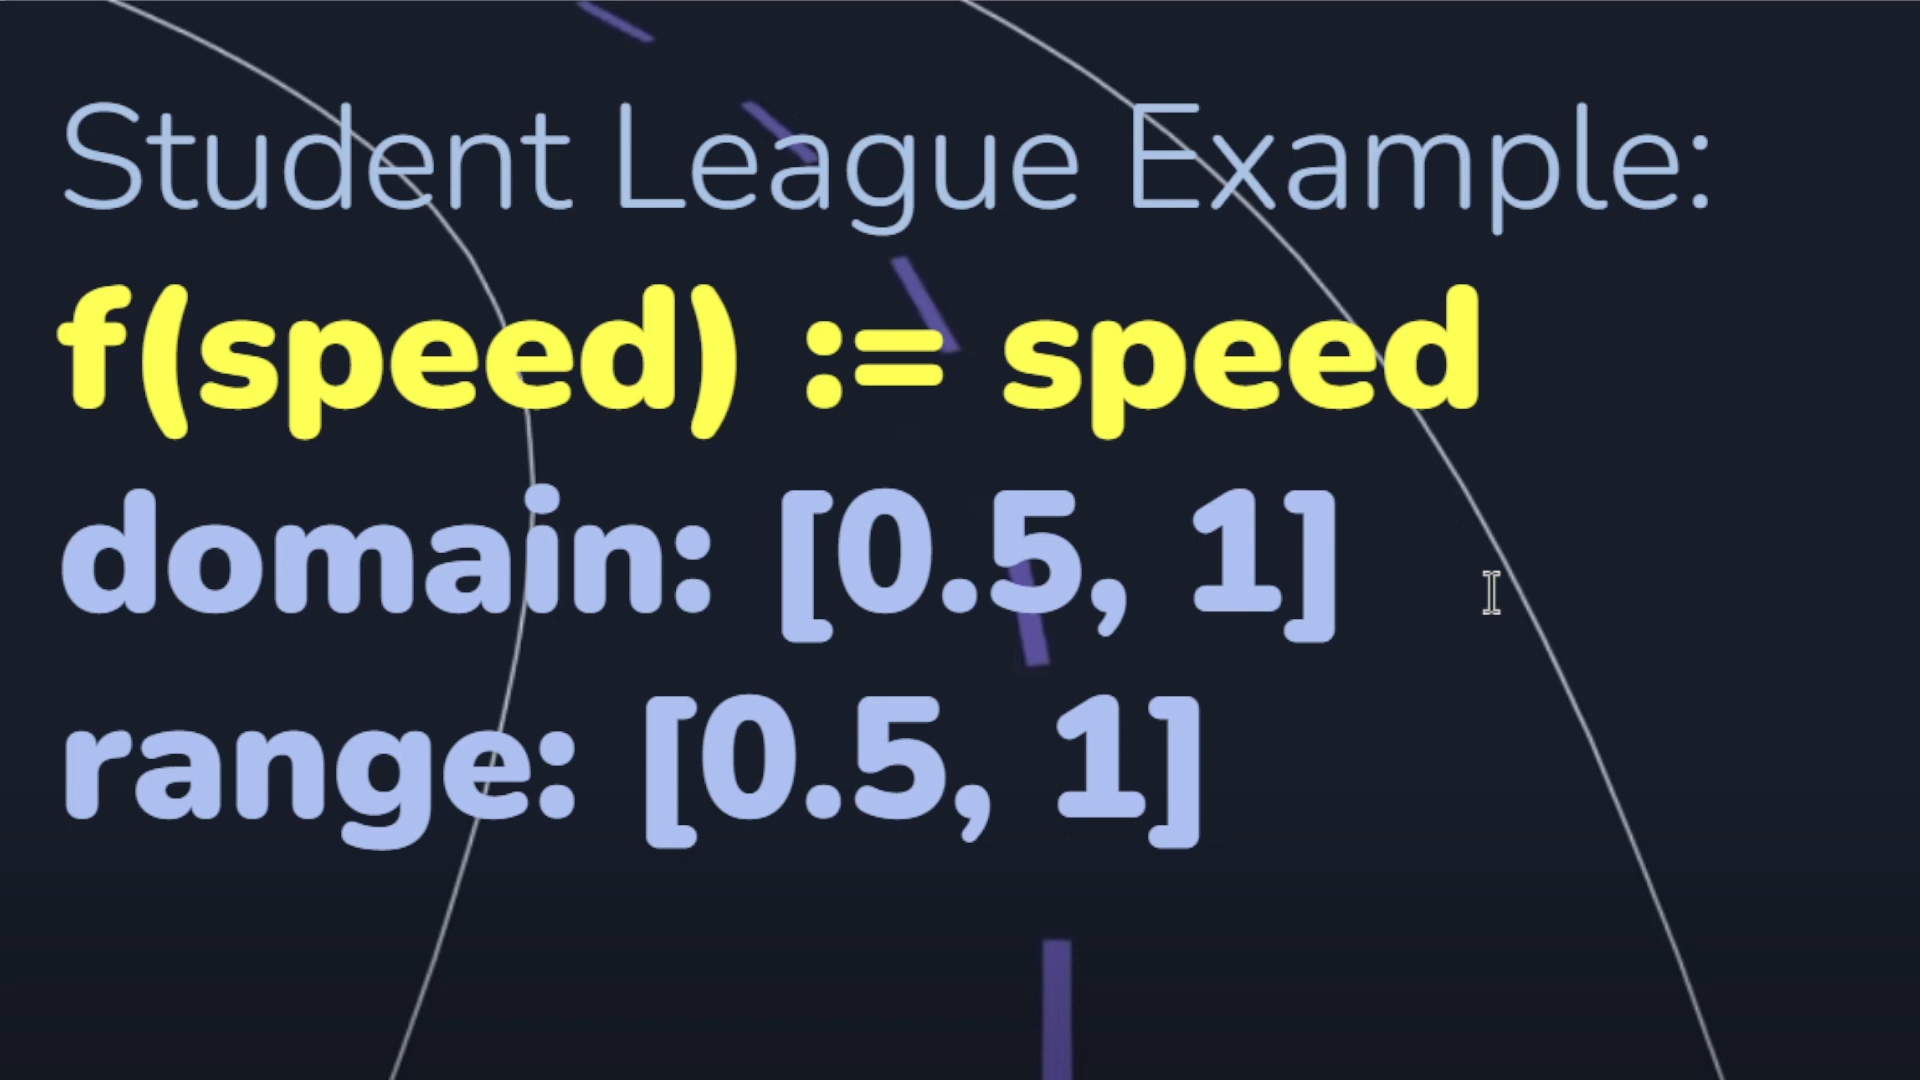 Student League Example:
f(speed) := speed
domain: [0.5, 1]
range: [0.5, 1]